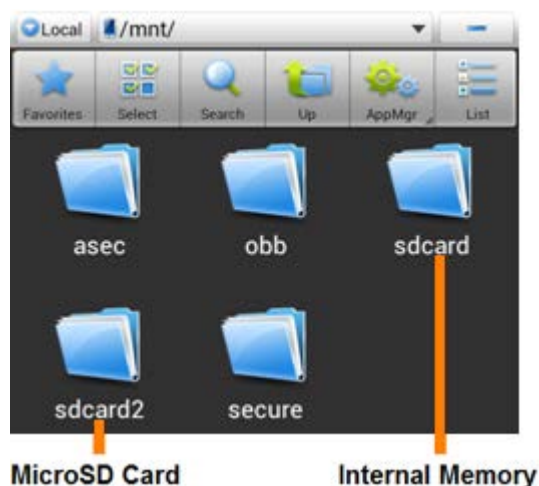 Local /mnt/
Favorites Select Search Up AppMgr List
asec obb sdcard
sdcard2 secure
MicroSD Card Internal Memory